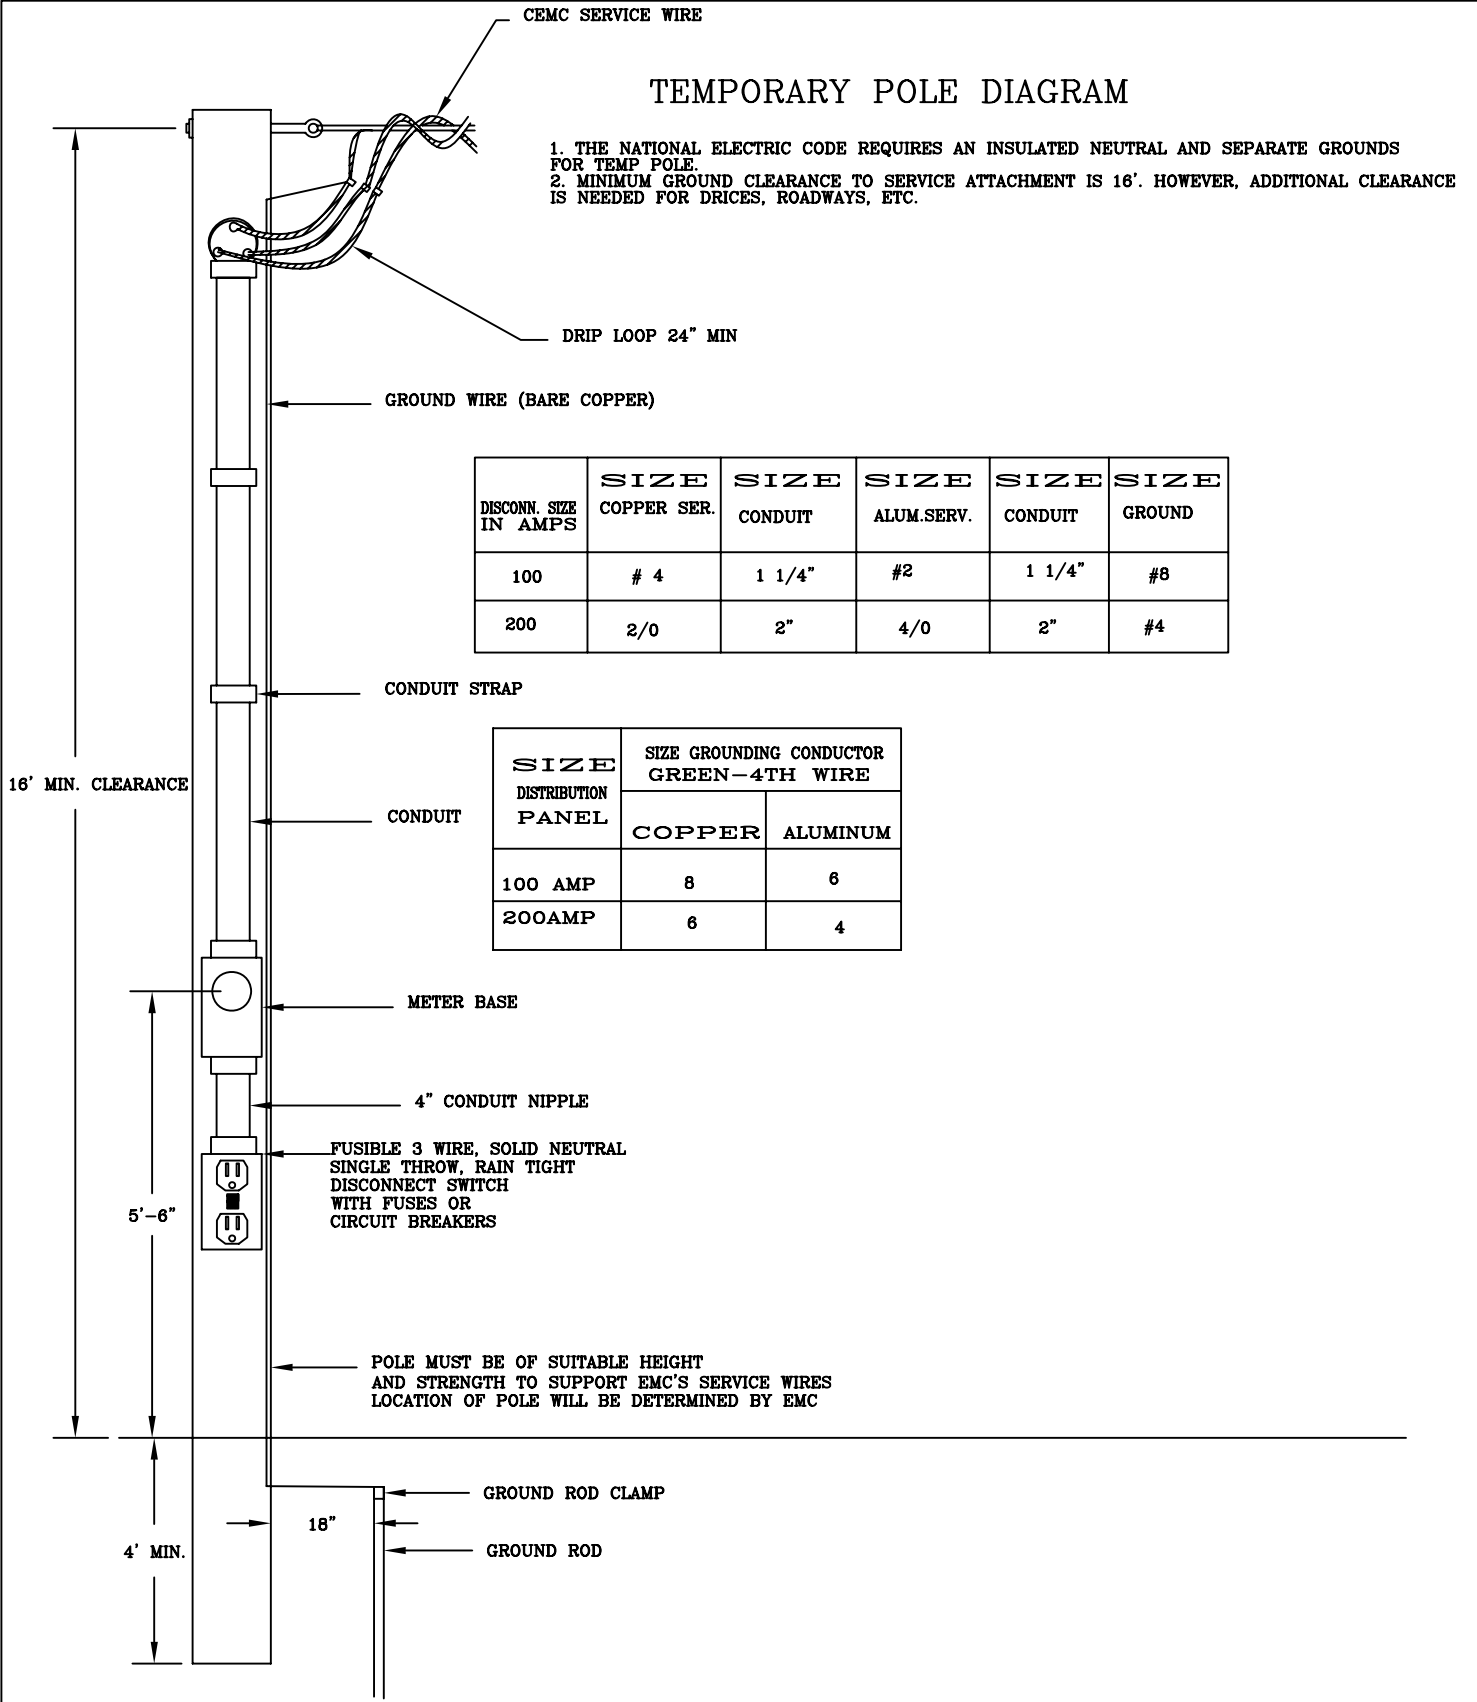 CEMC SERVICE WIRE
TEMPORARY POLE DIAGRAM
1. THE NATIONAL ELECTRIC CODE REQUIRES AN INSULATED NEUTRAL AND SEPARATE GROUNDS
FOR TEMP POLE.
2. MINIMUM GROUND CLEARANCE TO SERVICE ATTACHMENT IS 16'. HOWEVER, ADDITIONAL CLEARANCE
IS NEEDED FOR DRICES, ROADWAYS, ETC.
DRIP LOOP 24" MIN
GROUND WIRE (BARE COPPER)
DISCONN. SIZE
IN AMPS
SIZE
COPPER SER.
SIZE
CONDUIT
SIZE
ALUM.SERV.
SIZE
CONDUIT
SIZE
GROUND
100 # 4 1 1/4" #2 1 1/4" #8
200 2/0 2" 4/0 2" #4
CONDUIT STRAP
SIZE
DISTRIBUTION
PANEL
SIZE GROUNDING CONDUCTOR
GREEN-4TH WIRE
COPPER ALUMINUM
100 AMP 8 6
200AMP 6 4
16' MIN. CLEARANCE
CONDUIT
METER BASE
4" CONDUIT NIPPLE
FUSIBLE 3 WIRE, SOLID NEUTRAL
SINGLE THROW, RAIN TIGHT
DISCONNECT SWITCH
WITH FUSES OR
CIRCUIT BREAKERS
5'-6"
POLE MUST BE OF SUITABLE HEIGHT
AND STRENGTH TO SUPPORT EMC'S SERVICE WIRES
LOCATION OF POLE WILL BE DETERMINED BY EMC
GROUND ROD CLAMP
18"
4' MIN.
GROUND ROD